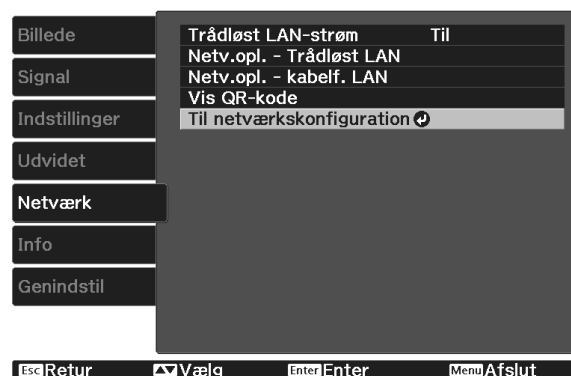 Billede
Signal
Indstillinger
Udvidet
Netværk
Info
Genindstil
Trådløst LAN-strøm Til
Netv.opl. - Trådløst LAN
Netv.opl. - kabelf. LAN
Vis QR-kode
Til netværkskonfiguration
Esc Retur Vælg Enter Enter Menu Afslut